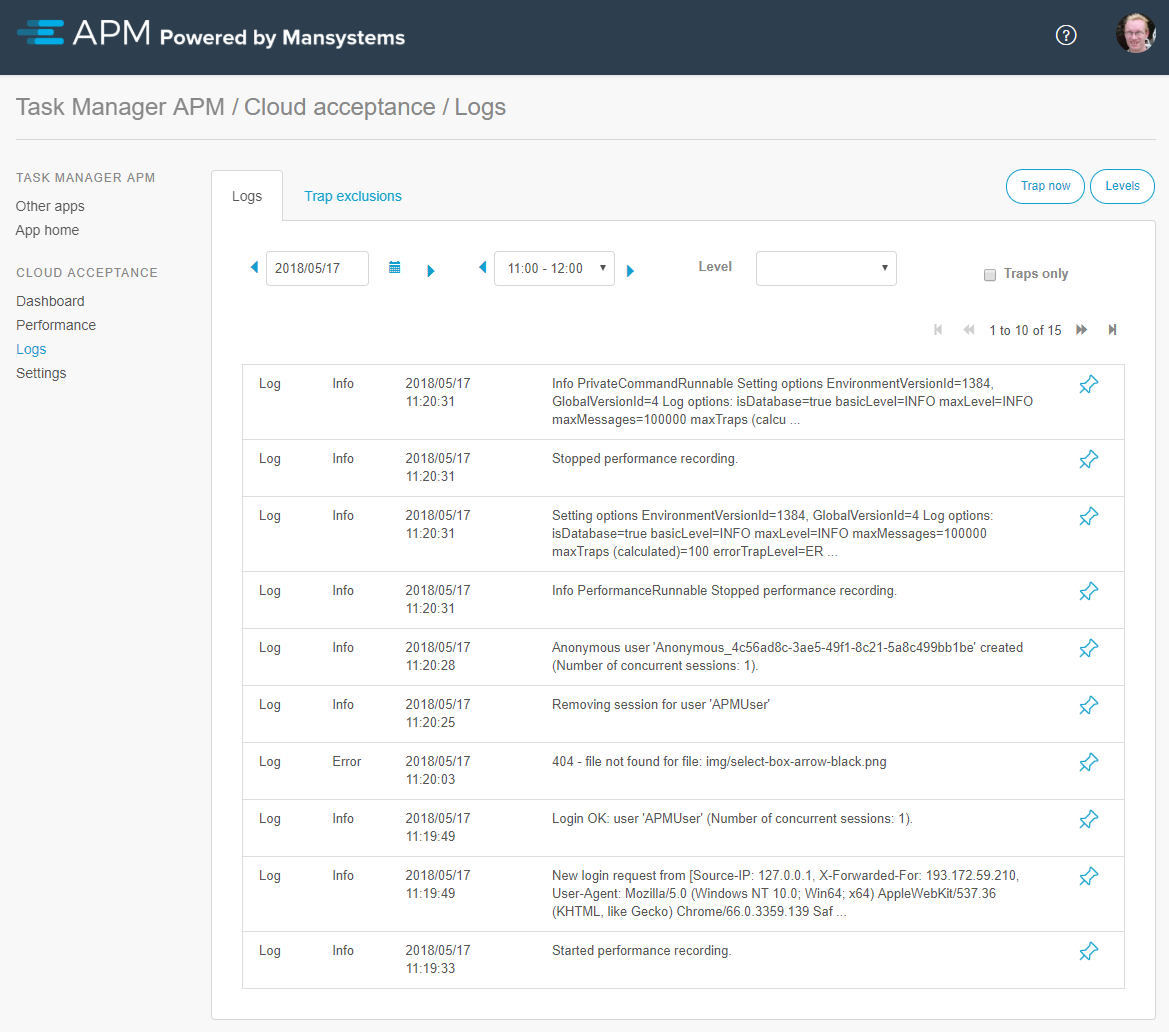 APM Powered by Mansystems
?
Task Manager APM / Cloud acceptance / Logs
TASK MANAGER APM
Other apps
App home
CLOUD ACCEPTANCE
Dashboard
Performance
Logs
Settings
Logs
Trap exclusions
Trap now
Levels
2018/05/17
11:00 - 12:00
Level
Traps only
1 to 10 of 15
Log Info 2018/05/17 Info PrivateCommandRunnable Setting options EnvironmentVersionId=1384,
11:20:31 GlobalVersionId=4 Log options: isDatabase=true basicLevel=INFO maxLevel=INFO
maxMessages=100000 maxTraps (calcu ...
Log Info 2018/05/17 Stopped performance recording.
11:20:31
Log Info 2018/05/17 Setting options EnvironmentVersionId=1384, GlobalVersionId=4 Log options:
11:20:31 isDatabase=true basicLevel=INFO maxLevel=INFO maxMessages=100000
maxTraps (calculated)=100 errorTrapLevel=ER ...
Log Info 2018/05/17 Info PerformanceRunnable Stopped performance recording.
11:20:31
Log Info 2018/05/17 Anonymous user 'Anonymous_4c56ad8c-3ae5-49f1-8c21-5a8c499bb1be' created
11:20:28 (Number of concurrent sessions: 1).
Log Info 2018/05/17 Removing session for user 'APMUser'
11:20:25
Log Error 2018/05/17 404 - file not found for file: img/select-box-arrow-black.png
11:20:03
Log Info 2018/05/17 Login OK: user 'APMUser' (Number of concurrent sessions: 1).
11:19:49
Log Info 2018/05/17 New login request from [Source-IP: 127.0.0.1, X-Forwarded-For: 193.172.59.210,
11:19:49 User-Agent: Mozilla/5.0 (Windows NT 10.0; Win64; x64) AppleWebKit/537.36
(KHTML, like Gecko) Chrome/66.0.3359.139 Saf ...
Log Info 2018/05/17 Started performance recording.
11:19:33